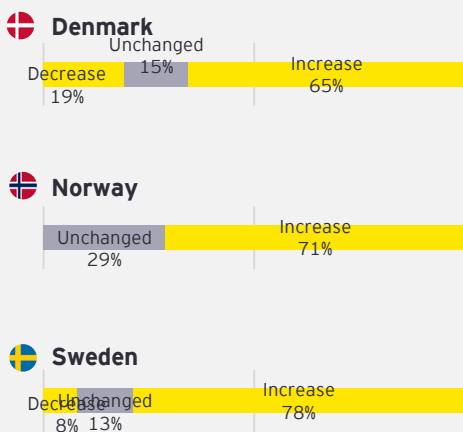 Denmark
Unchanged
15%
Decrease
19%
Increase
65%
Norway
Unchanged
29%
Increase
71%
Sweden
Decrease
8%
Unchanged
13%
Increase
78%